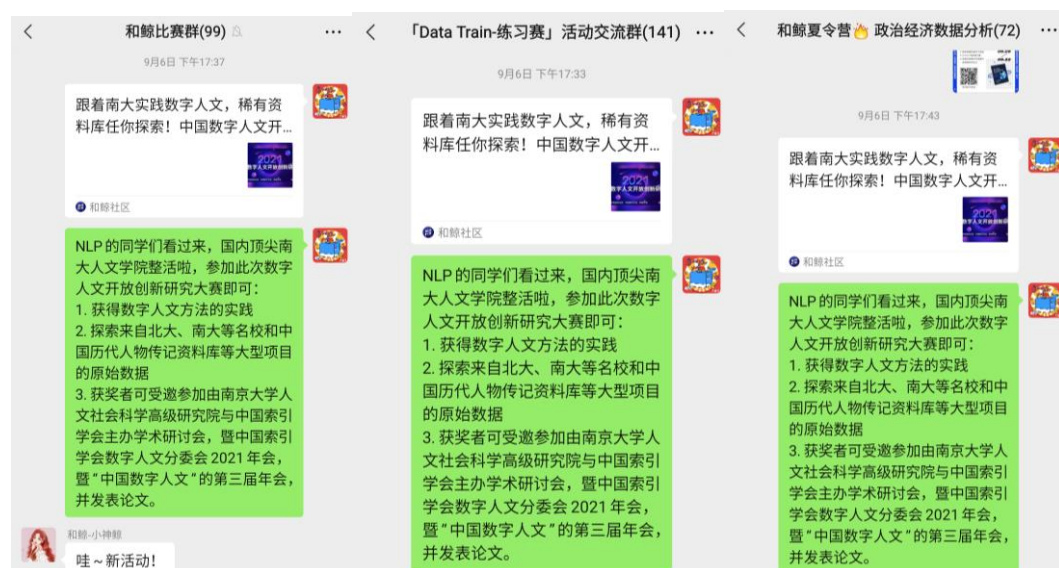 和鲸比赛群(99)
9月6日 下午17:37
跟着南大实践数字人文，稀有资
料库任你探索！中国数字人文开...
2021
和鲸社区
NLP的同学们看过来，国内顶尖南
大人文学院整活啦，参加此次数字
人文开放创新研究大赛即可：
1. 获得数字人文方法的实践
2. 探索来自北大、南大等名校和中
国历代人物传记资料库等大型项目
的原始数据
3. 获奖者可受邀参加由南京大学人
文社会科学高级研究院与中国索引
学会主办学术研讨会，暨中国索引
学会数字人文分委会2021年会，
暨“中国数字人文”的第三届年会，
并发表论文。
和鲸-小神鲸
哇～新活动！
「Data Train-练习赛」活动交流群(141)
9月6日 下午17:33
跟着南大实践数字人文，稀有资
料库任你探索！中国数字人文开...
2021
和鲸社区
NLP的同学们看过来，国内顶尖南
大人文学院整活啦，参加此次数字
人文开放创新研究大赛即可：
1. 获得数字人文方法的实践
2. 探索来自北大、南大等名校和中
国历代人物传记资料库等大型项目
的原始数据
3. 获奖者可受邀参加由南京大学人
文社会科学高级研究院与中国索引
学会主办学术研讨会，暨中国索引
学会数字人文分委会2021年会，
暨“中国数字人文”的第三届年会，
并发表论文。
和鲸夏令营🔥 政治经济数据分析(72)
9月6日 下午17:43
跟着南大实践数字人文，稀有资
料库任你探索！中国数字人文开...
2021
和鲸社区
NLP的同学们看过来，国内顶尖南
大人文学院整活啦，参加此次数字
人文开放创新研究大赛即可：
1. 获得数字人文方法的实践
2. 探索来自北大、南大等名校和中
国历代人物传记资料库等大型项目
的原始数据
3. 获奖者可受邀参加由南京大学人
文社会科学高级研究院与中国索引
学会主办学术研讨会，暨中国索引
学会数字人文分委会2021年会，
暨“中国数字人文”的第三届年会，
并发表论文。